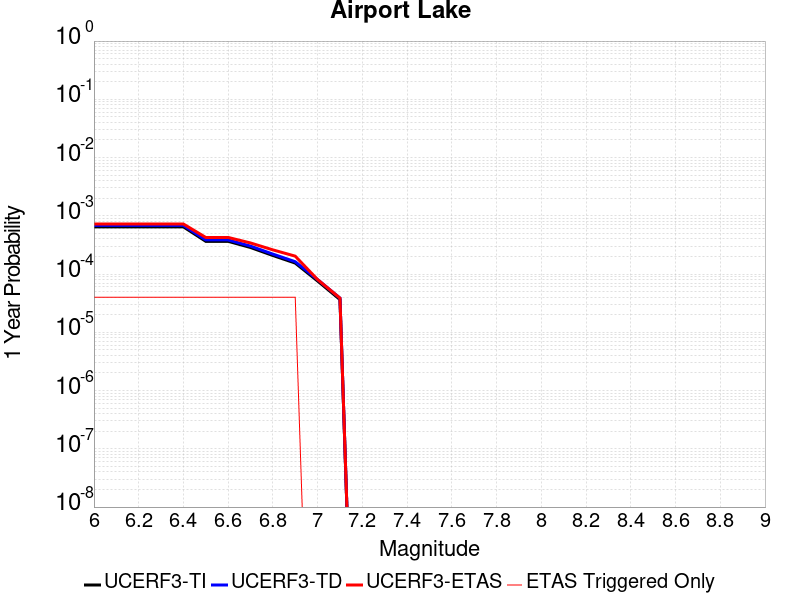 Airport Lake
10^0
10^-1
10^-2
10^-3
10^-4
10^-5
10^-6
10^-7
10^-8
1 Year Probability
6 6.2 6.4 6.6 6.8 7 7.2 7.4 7.6 7.8 8 8.2 8.4 8.6 8.8 9
Magnitude
UCERF3-TI UCERF3-TD UCERF3-ETAS ETAS Triggered Only